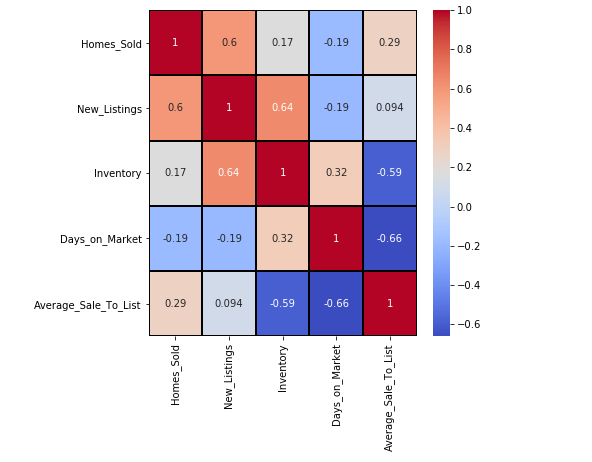 Homes_Sold 1 0.6 0.17 -0.19 0.29
New_Listings 0.6 1 0.64 -0.19 0.094
Inventory 0.17 0.64 1 0.32 -0.59
Days_on_Market -0.19 -0.19 0.32 1 -0.66
Average_Sale_To_List 0.29 0.094 -0.59 -0.66 1
Homes_Sold
New_Listings
Inventory
Days_on_Market
Average_Sale_To_List
1.0
0.8
0.6
0.4
0.2
0.0
−0.2
−0.4
−0.6